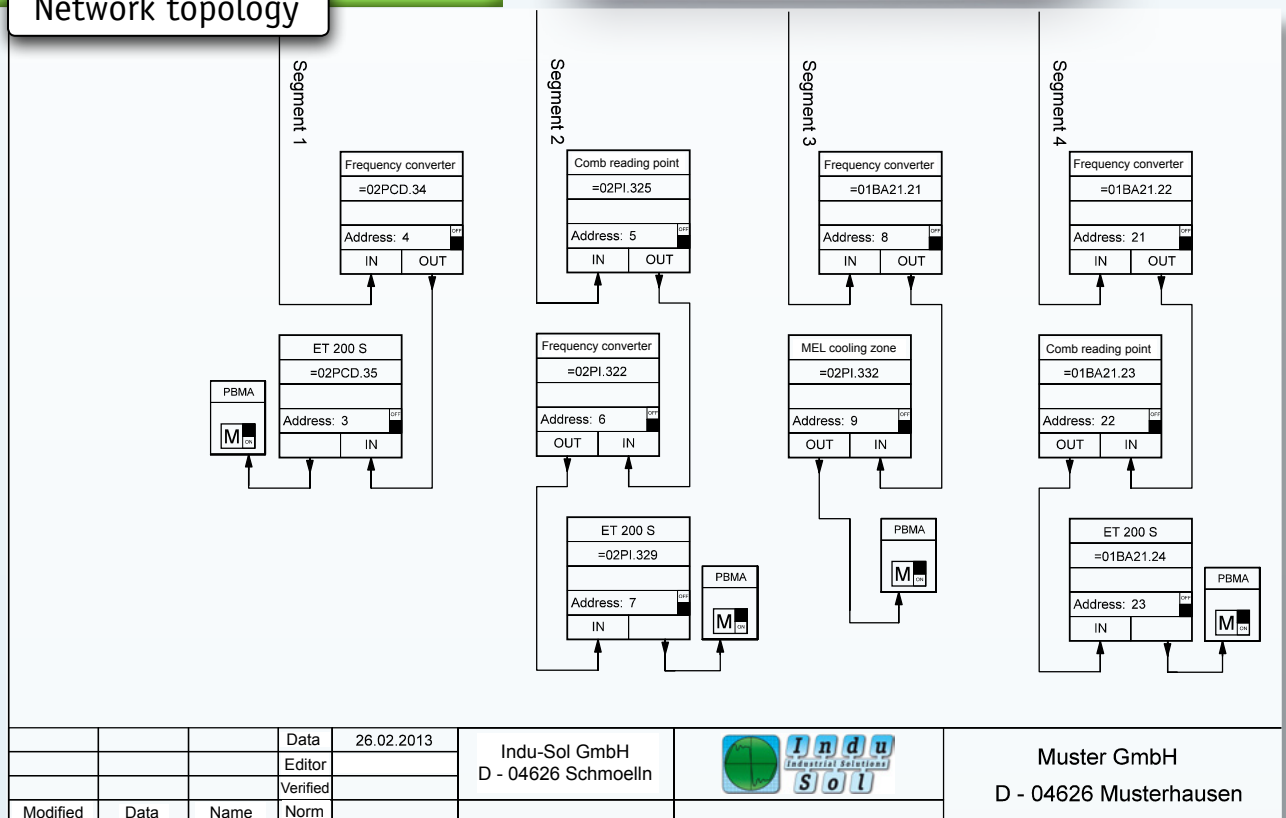 Network topology
Segment 1
Frequency converter
=02PCD.34
Address: 4
OFF
IN OUT
ET 200 S
=02PCD.35
Address: 3
OFF
IN
PBMA
M
ON
Segment 2
Comb reading point
=02PI.325
Address: 5
OFF
IN OUT
Frequency converter
=02PI.322
Address: 6
OFF
OUT IN
ET 200 S
=02PI.329
Address: 7
OFF
IN
PBMA
M
ON
Segment 3
Frequency converter
=01BA21.21
Address: 8
OFF
IN OUT
MEL cooling zone
=02PI.332
Address: 9
OFF
OUT IN
PBMA
M
ON
Segment 4
Frequency converter
=01BA21.22
Address: 21
OFF
IN OUT
Comb reading point
=01BA21.23
Address: 22
OFF
OUT IN
ET 200 S
=01BA21.24
Address: 23
OFF
IN
PBMA
M
ON
Data 26.02.2013
Editor
Verified
Modified Data Name Norm
Indu-Sol GmbH
D - 04626 Schmoelln
Indu
Industrial Solutions
Sol
Muster GmbH
D - 04626 Musterhausen